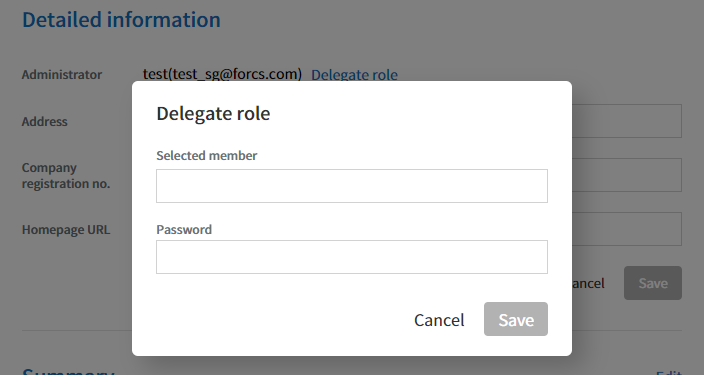 Detailed information
Administrator test(test_sg@forcs.com) Delegate role
Address
Company
registration no.
Homepage URL
Cancel Save
Delegate role
Selected member
Password
Cancel Save
Summary Edit